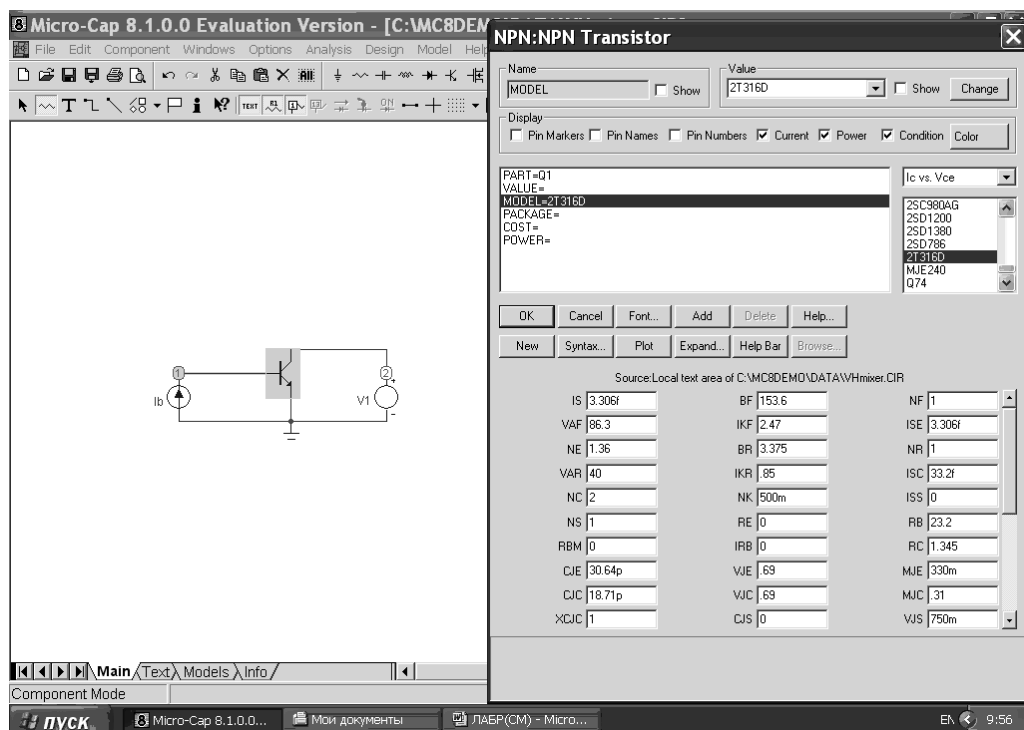 Micro-Cap 8.1.0.0 Evaluation Version - [C:\MC8DEM
File Edit Component Windows Options Analysis Design Model Help
TEXT
1
2
Ib
V1
+
-
Main Text Models Info
Component Mode
NPN:NPN Transistor
Name
MODEL
Show
Value
2T316D
Show
Change
Display
Pin Markers Pin Names Pin Numbers Current Power Condition Color
PART=Q1
VALUE=
MODEL=2T316D
PACKAGE=
COST=
POWER=
Ic vs. Vce
2SC980AG
2SD1200
2SD1380
2SD786
2T316D
MJE240
Q74
OK Cancel Font... Add Delete Help...
New Syntax... Plot Expand... Help Bar Browse...
Source:Local text area of C:\MC8DEMO\DATA\VHmixer.CIR
IS 3.306f BF 153.6 NF 1
VAF 86.3 IKF 2.47 ISE 3.306f
NE 1.36 BR 3.375 NR 1
VAR 40 IKR .85 ISC 33.2f
NC 2 NK 500m ISS 0
NS 1 RE 0 RB 23.2
RBM 0 IRB 0 RC 1.345
CJE 30.64p VJE .69 MJE 330m
CJC 18.71p VJC .69 MJC .31
XCJC 1 CJS 0 VJS 750m
пуск
Micro-Cap 8.1.0.0...
Мои документы
ЛАБР(СМ) - Micro...
EN
9:56